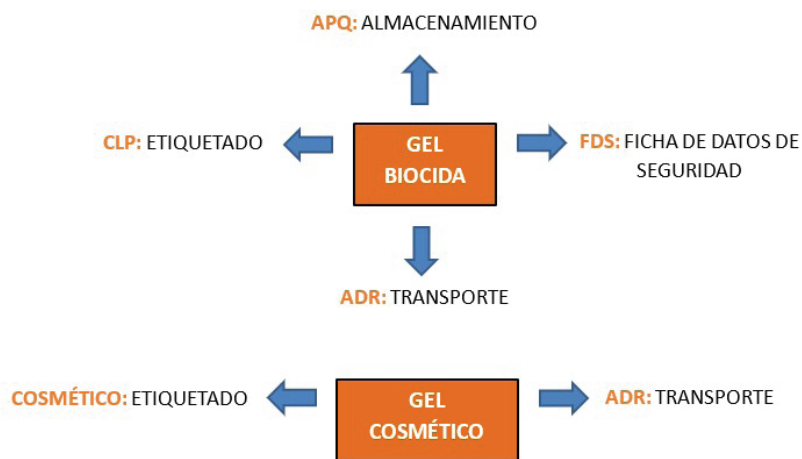 APQ: ALMACENAMIENTO
CLP: ETIQUETADO
GEL
BIOCIDA
FDS: FICHA DE DATOS DE
SEGURIDAD
ADR: TRANSPORTE
COSMÉTICO: ETIQUETADO
GEL
COSMÉTICO
ADR: TRANSPORTE